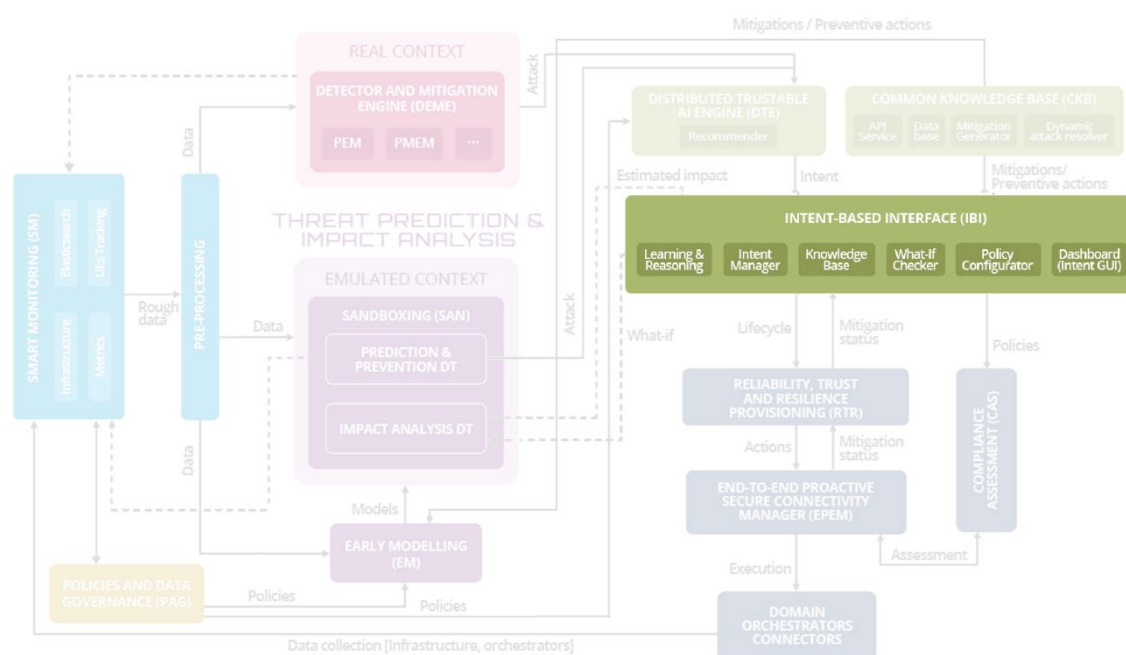 Mitigations / Preventive actions
REAL CONTEXT
DETECTOR AND MITIGATION
ENGINE (DEME)
PEM
PMEM
...
Attack
Data
DISTRIBUTED TRUSTABLE
AI ENGINE (DTE)
Recommender
COMMON KNOWLEDGE BASE (CKB)
API
Service
Data
base
Mitigation
Generator
Dynamic
attack resolver
Estimated impact
Intent
Mitigations/
Preventive actions
SMART MONITORING (SM)
Elasticsearch
UEs Tracking
Infrastructure
Metrics
Rough
data
PRE-PROCESSING
Data
THREAT PREDICTION &
IMPACT ANALYSIS
EMULATED CONTEXT
SANDBOXING (SAN)
PREDICTION &
PREVENTION DT
IMPACT ANALYSIS DT
Attack
What-if
INTENT-BASED INTERFACE (IBI)
Learning &
Reasoning
Intent
Manager
Knowledge
Base
What-If
Checker
Policy
Configurator
Dashboard
(Intent GUI)
Lifecycle
Mitigation
status
Policies
RELIABILITY, TRUST
AND RESILIENCE
PROVISIONING (RTR)
COMPLIANCE
ASSESSMENT (CAS)
Actions
Mitigation
status
Data
Models
END-TO-END PROACTIVE
SECURE CONNECTIVITY
MANAGER (EPEM)
EARLY MODELLING
(EM)
Assessment
Execution
POLICIES AND DATA
GOVERNANCE (PAG)
Policies
Policies
DOMAIN
ORCHESTRATORS
CONNECTORS
Data collection [Infrastructure, orchestrators]